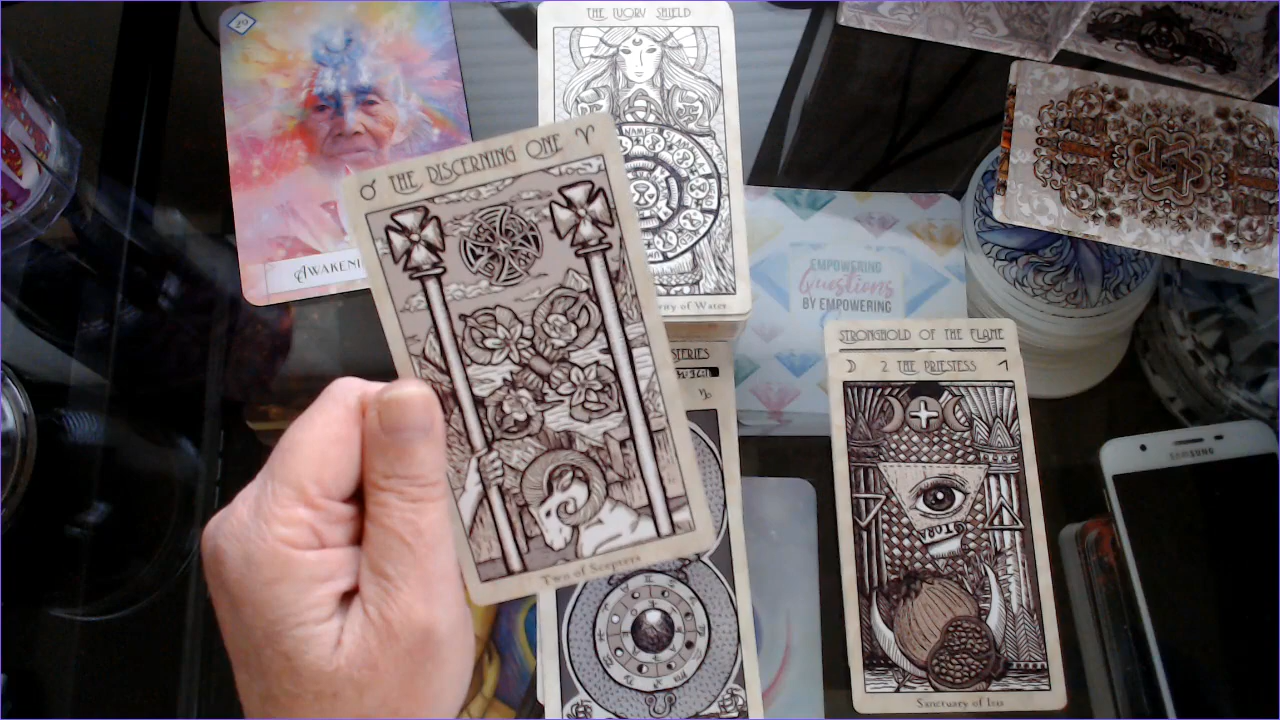 29
AWAKENI
THE IVORY SHIELD
rity of Water
♂ THE DISCERNING ONE ♈
Two of Scepters
STERIES
♑
EMPOWERING
Questions
BY EMPOWERING
STRONGHOLD OF THE FLAME
☽ 2 THE PRIESTESS
TORA
Sanctuary of Isis
SAMSUNG